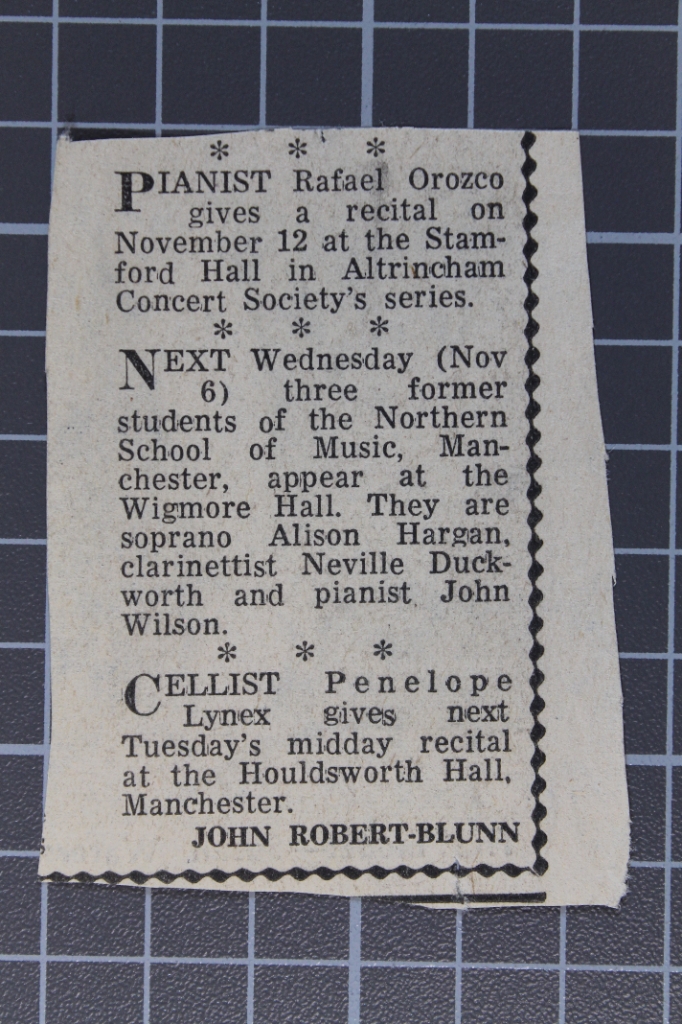 * * *
PIANIST Rafael Orozco
gives a recital on
November 12 at the Stam-
ford Hall in Altrincham
Concert Society's series.
* * *
NEXT Wednesday (Nov
6) three former
students of the Northern
School of Music, Man-
chester, appear at the
Wigmore Hall. They are
soprano Alison Hargan,
clarinettist Neville Duck-
worth and pianist John
Wilson.
* * *
CELLIST Penelope
Lynex gives next
Tuesday's midday recital
at the Houldsworth Hall,
Manchester.
JOHN ROBERT-BLUNN